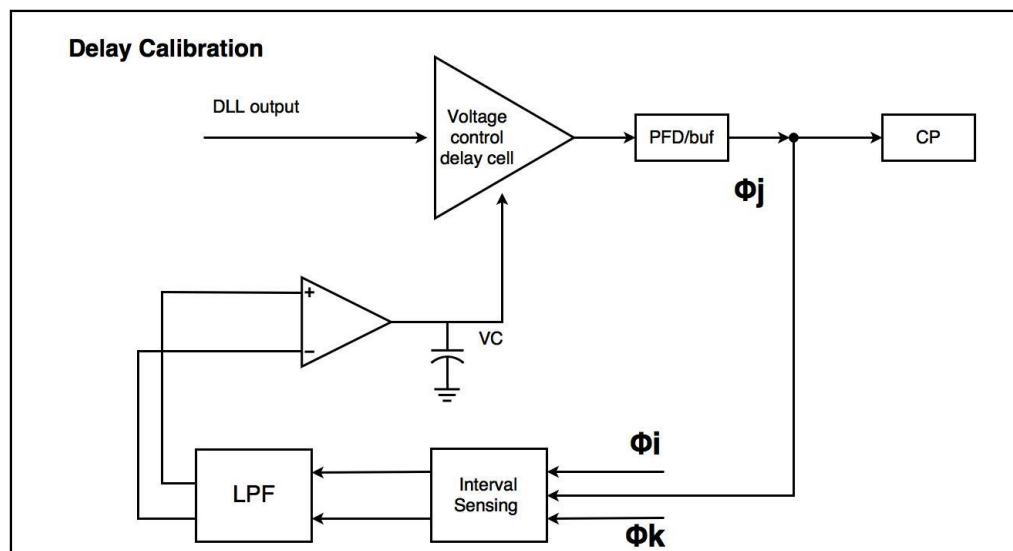 Delay Calibration
DLL output
Voltage
control
delay cell
PFD/buf
CP
Φj
+
−
VC
Φi
LPF
Interval
Sensing
Φk